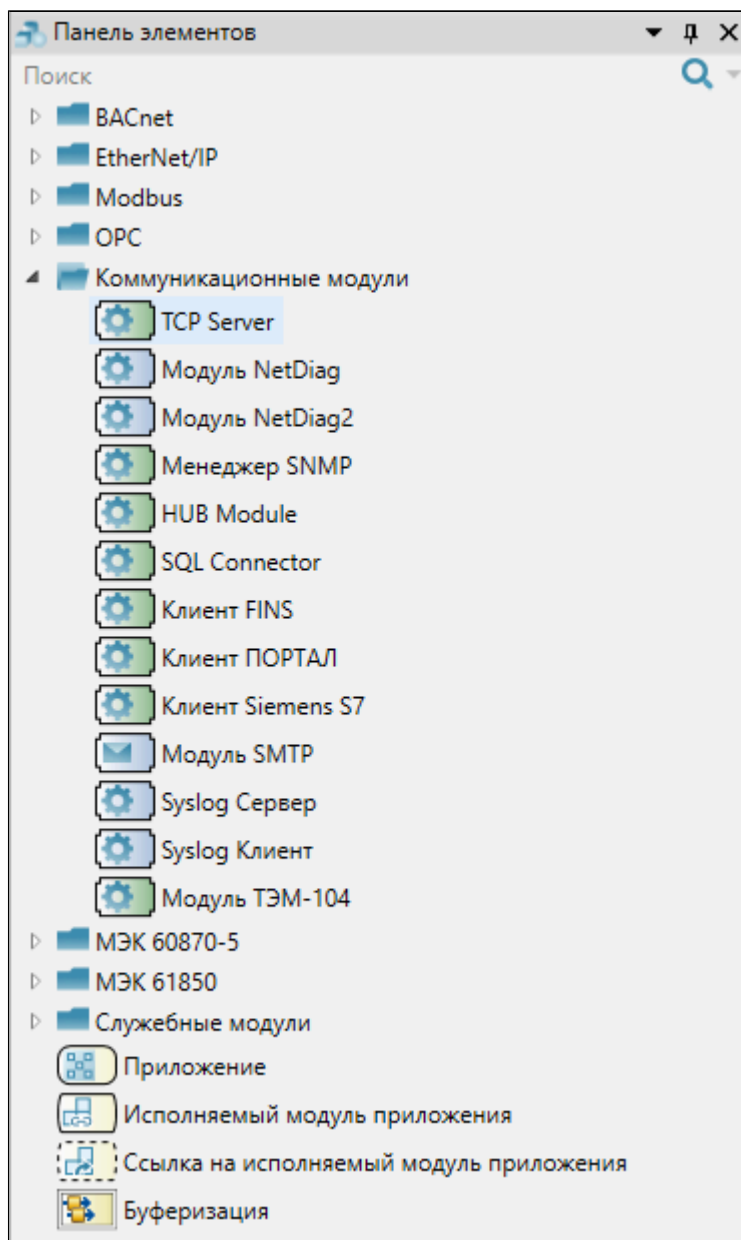 Панель элементов
Поиск
BACnet
EtherNet/IP
Modbus
OPC
Коммуникационные модули
TCP Server
Модуль NetDiag
Модуль NetDiag2
Менеджер SNMP
HUB Module
SQL Connector
Клиент FINS
Клиент ПОРТАЛ
Клиент Siemens S7
Модуль SMTP
Syslog Сервер
Syslog Клиент
Модуль ТЭМ-104
МЭК 60870-5
МЭК 61850
Служебные модули
Приложение
Исполняемый модуль приложения
Ссылка на исполняемый модуль приложения
Буферизация